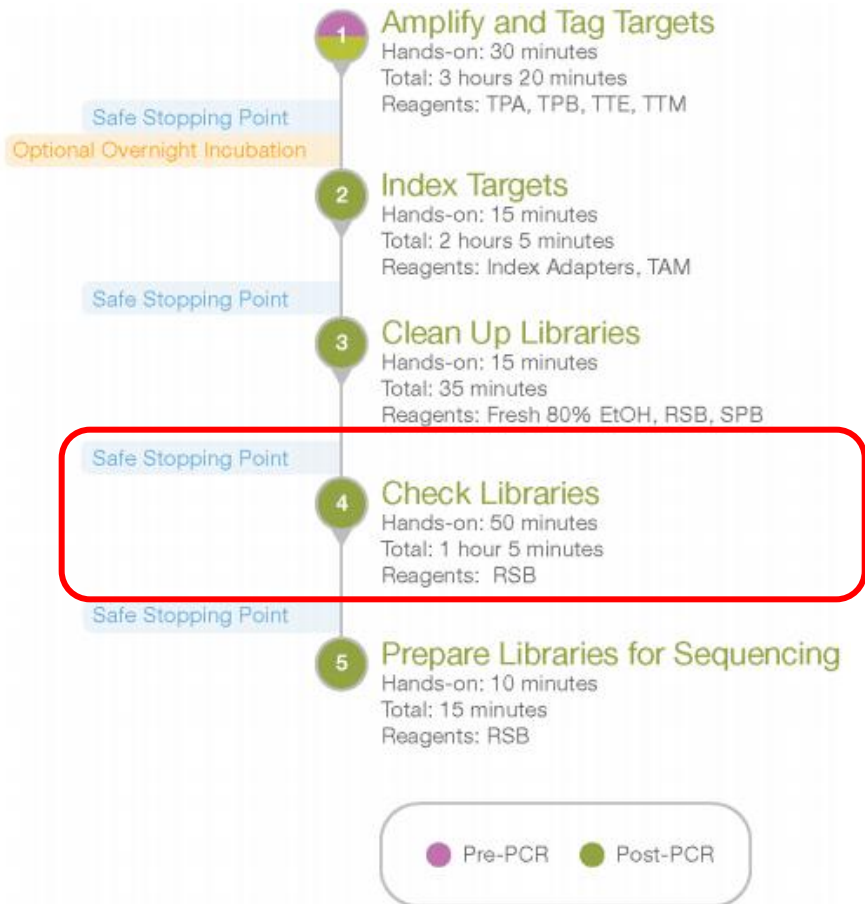 1
Amplify and Tag Targets
Hands-on: 30 minutes
Total: 3 hours 20 minutes
Reagents: TPA, TPB, TTE, TTM
Safe Stopping Point
Optional Overnight Incubation
2
Index Targets
Hands-on: 15 minutes
Total: 2 hours 5 minutes
Reagents: Index Adapters, TAM
Safe Stopping Point
3
Clean Up Libraries
Hands-on: 15 minutes
Total: 35 minutes
Reagents: Fresh 80% EtOH, RSB, SPB
Safe Stopping Point
4
Check Libraries
Hands-on: 50 minutes
Total: 1 hour 5 minutes
Reagents: RSB
Safe Stopping Point
5
Prepare Libraries for Sequencing
Hands-on: 10 minutes
Total: 15 minutes
Reagents: RSB
Pre-PCR
Post-PCR